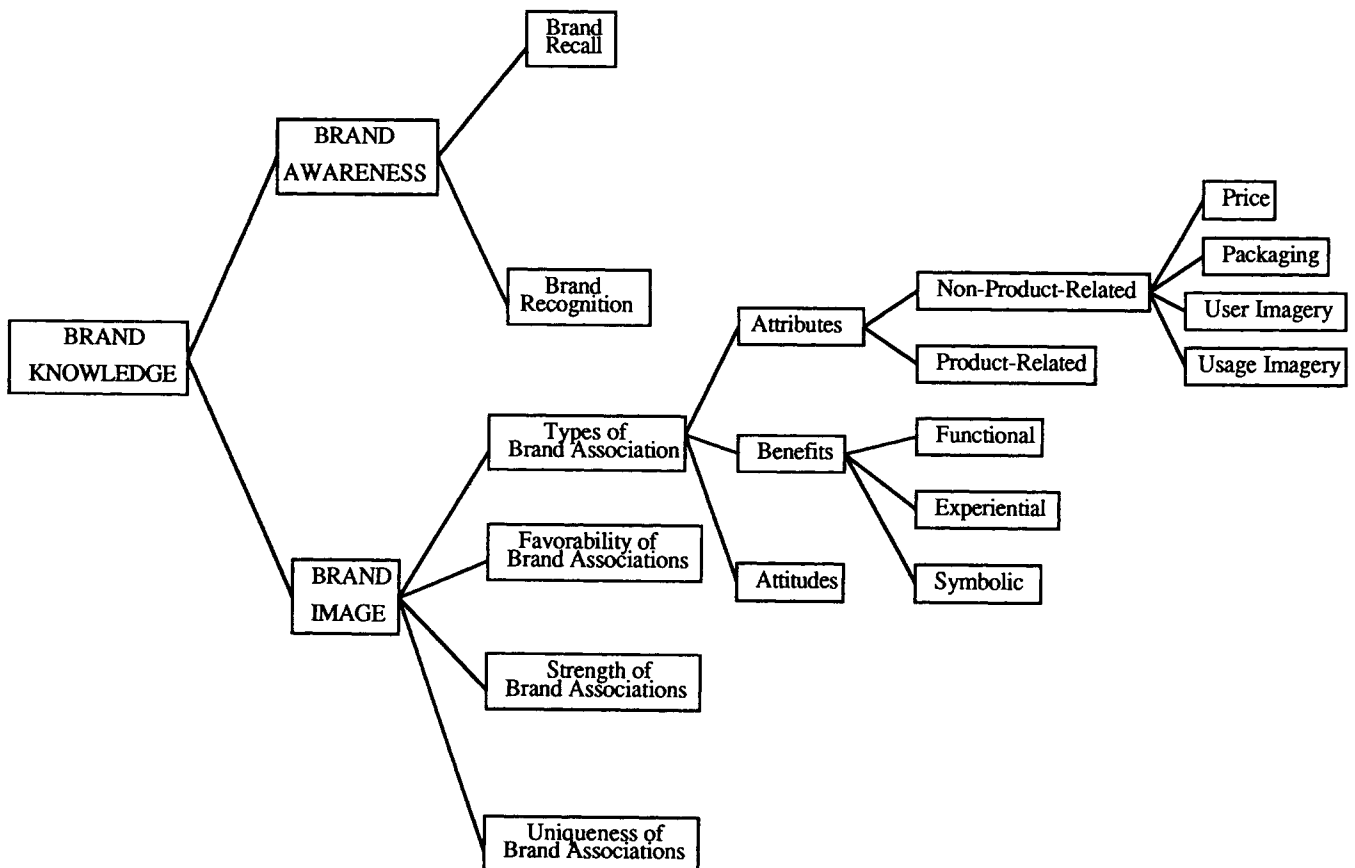 Brand
Recall
BRAND
AWARENESS
Brand
Recognition
BRAND
KNOWLEDGE
BRAND
IMAGE
Types of
Brand Association
Favorability of
Brand Associations
Strength of
Brand Associations
Uniqueness of
Brand Associations
Attributes
Benefits
Attitudes
Non-Product-Related
Product-Related
Functional
Experiential
Symbolic
Price
Packaging
User Imagery
Usage Imagery